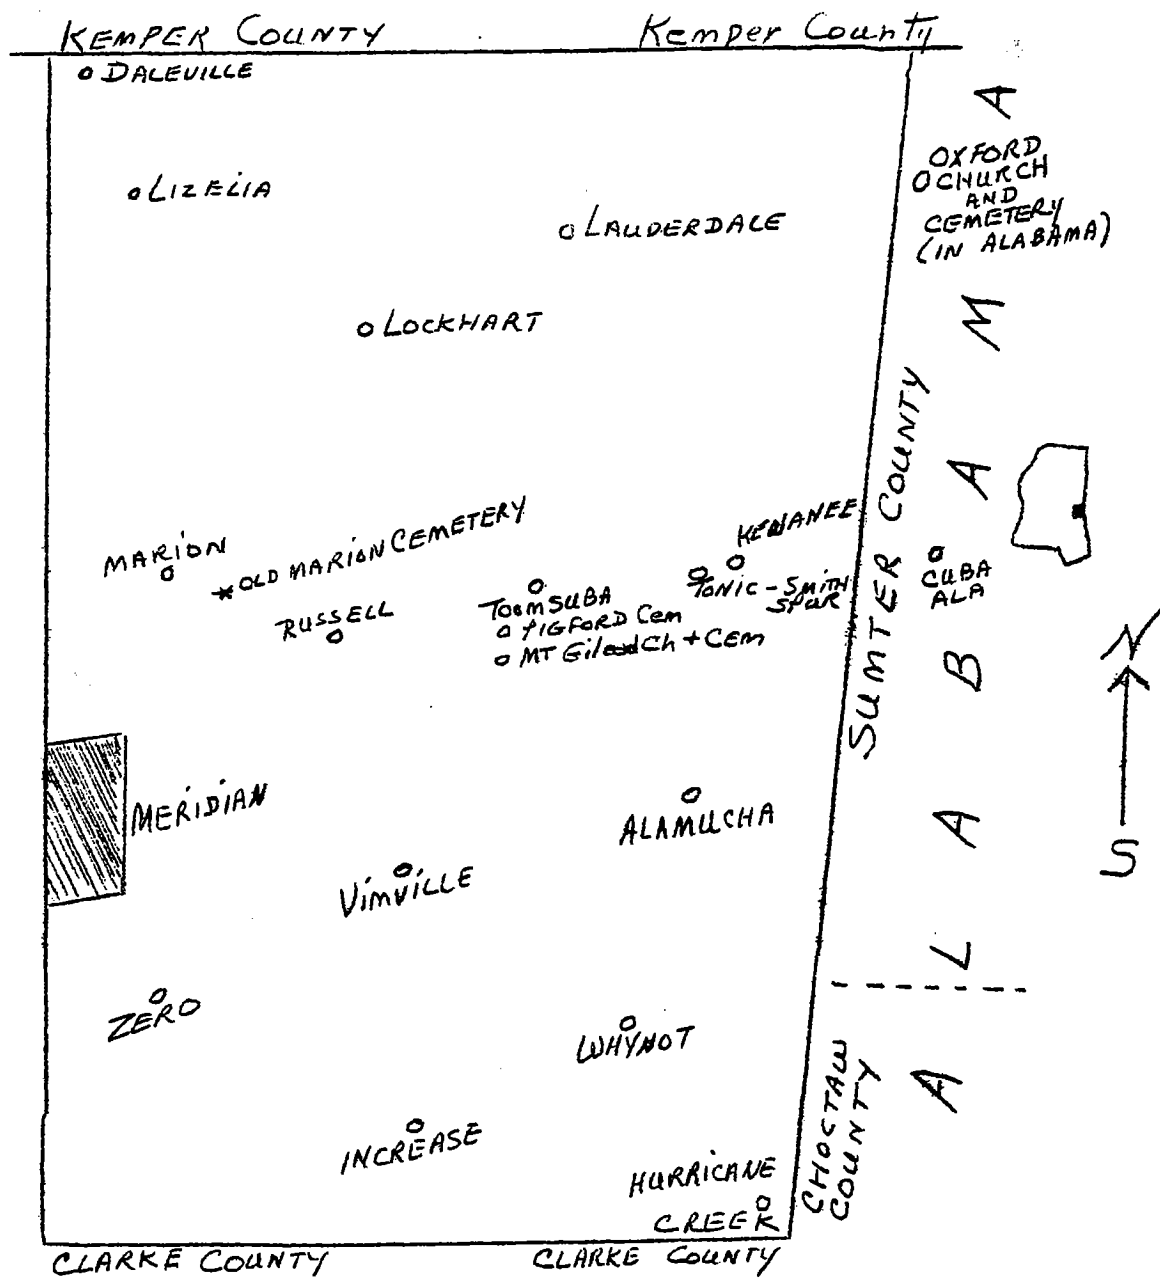 KEMPER COUNTY
Kemper County
DALEVILLE
LIZELIA
LAUDERDALE
LOCKHART
OXFORD
CHURCH
AND
CEMETERY
(IN ALABAMA)
ALABAMA
SUMTER COUNTY
MARION
OLD MARION CEMETERY
RUSSELL
TOOMSUBA
PIGFORD Cem
MT Gilead Ch + Cem
KEWANEE
TONIC-SMITH
SPUR
CUBA
ALA
N
S
MERIDIAN
ALAMUCHA
VIMVILLE
ZERO
WHYNOT
INCREASE
HURRICANE
CREEK
CHOCTAW
COUNTY
CLARKE COUNTY
CLARKE COUNTY